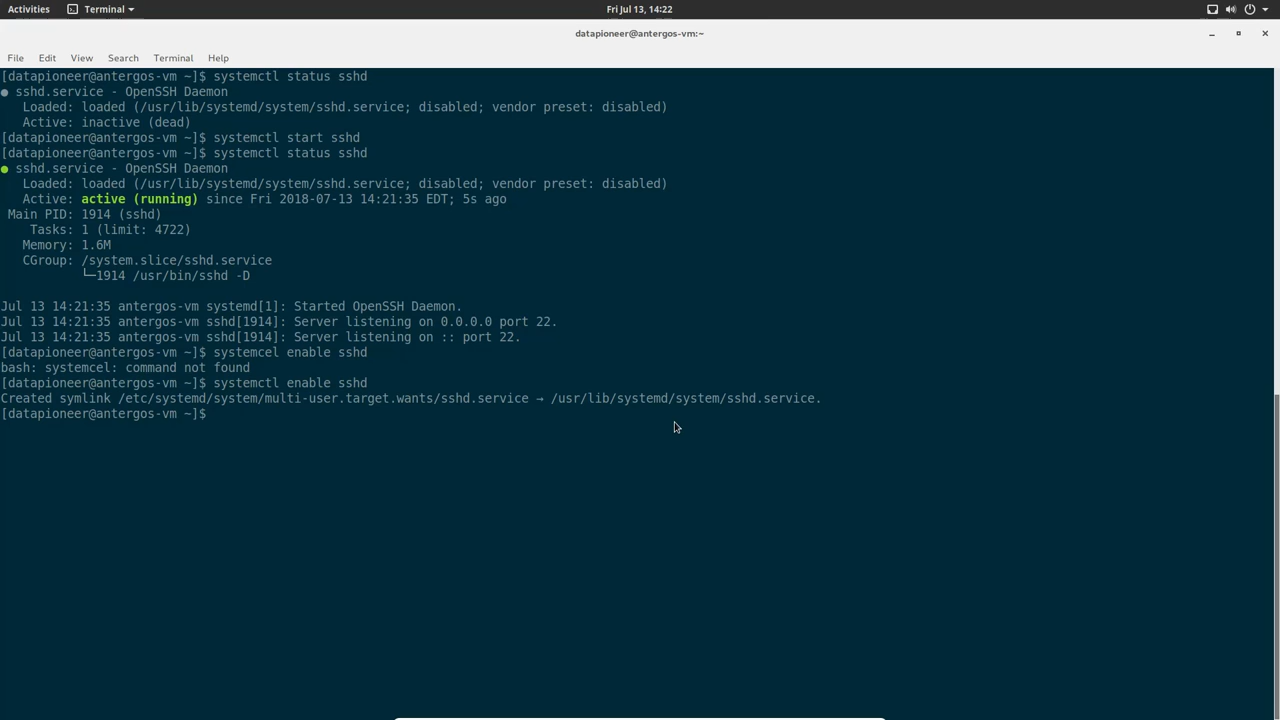 Activities Terminal Fri Jul 13, 14:22
datapioneer@antergos-vm:~
File Edit View Search Terminal Help
[datapioneer@antergos-vm ~]$ systemctl status sshd
● sshd.service - OpenSSH Daemon
   Loaded: loaded (/usr/lib/systemd/system/sshd.service; disabled; vendor preset: disabled)
   Active: inactive (dead)
[datapioneer@antergos-vm ~]$ systemctl start sshd
[datapioneer@antergos-vm ~]$ systemctl status sshd
● sshd.service - OpenSSH Daemon
   Loaded: loaded (/usr/lib/systemd/system/sshd.service; disabled; vendor preset: disabled)
   Active: active (running) since Fri 2018-07-13 14:21:35 EDT; 5s ago
 Main PID: 1914 (sshd)
    Tasks: 1 (limit: 4722)
   Memory: 1.6M
   CGroup: /system.slice/sshd.service
           └─1914 /usr/bin/sshd -D
Jul 13 14:21:35 antergos-vm systemd[1]: Started OpenSSH Daemon.
Jul 13 14:21:35 antergos-vm sshd[1914]: Server listening on 0.0.0.0 port 22.
Jul 13 14:21:35 antergos-vm sshd[1914]: Server listening on :: port 22.
[datapioneer@antergos-vm ~]$ systemcel enable sshd
bash: systemcel: command not found
[datapioneer@antergos-vm ~]$ systemctl enable sshd
Created symlink /etc/systemd/system/multi-user.target.wants/sshd.service → /usr/lib/systemd/system/sshd.service.
[datapioneer@antergos-vm ~]$